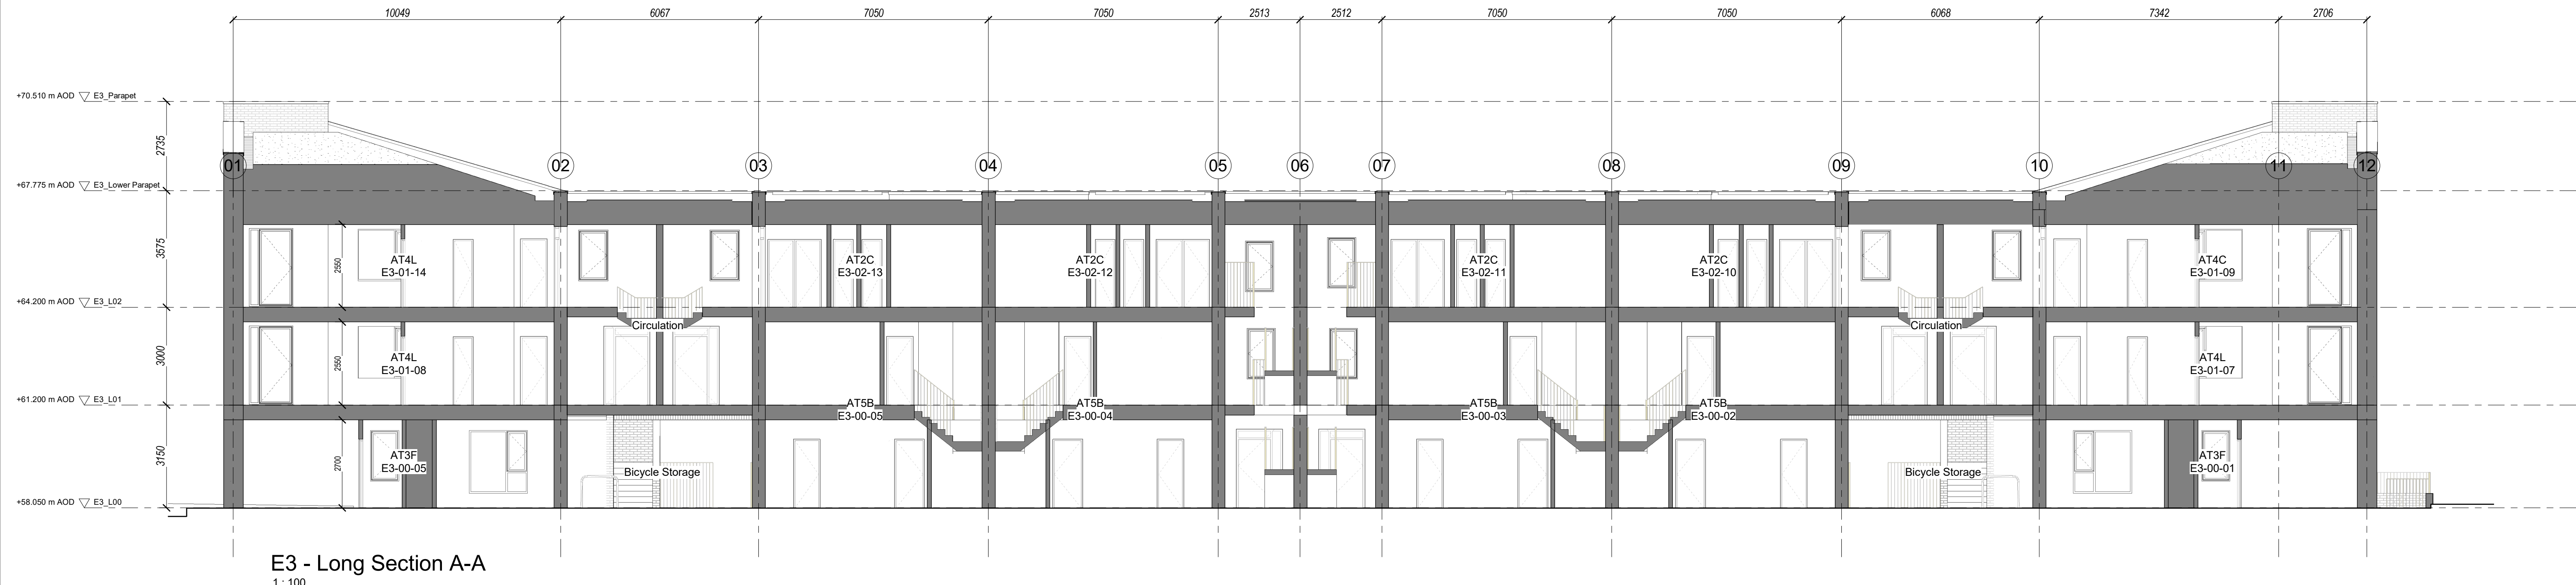 10049 6067 7050 7050 2513 2512 7050 7050 6068 7342 2706
+70.510 m AOD E3_Parapet
2735
01 02 03 04 05 06 07 08 09 10 11 12
+67.775 m AOD E3_Lower Parapet
3575
2550
AT4L
E3-01-14
AT2C
E3-02-13
AT2C
E3-02-12
AT2C
E3-02-11
AT2C
E3-02-10
AT4C
E3-01-09
+64.200 m AOD E3_L02
Circulation
Circulation
3000
2550
AT4L
E3-01-08
AT4L
E3-01-07
+61.200 m AOD E3_L01
AT5B
E3-00-05
AT5B
E3-00-04
AT5B
E3-00-03
AT5B
E3-00-02
3150
2700
AT3F
E3-00-05
Bicycle Storage
Bicycle Storage
AT3F
E3-00-01
+58.050 m AOD E3_L00
E3 - Long Section A-A
1 : 100